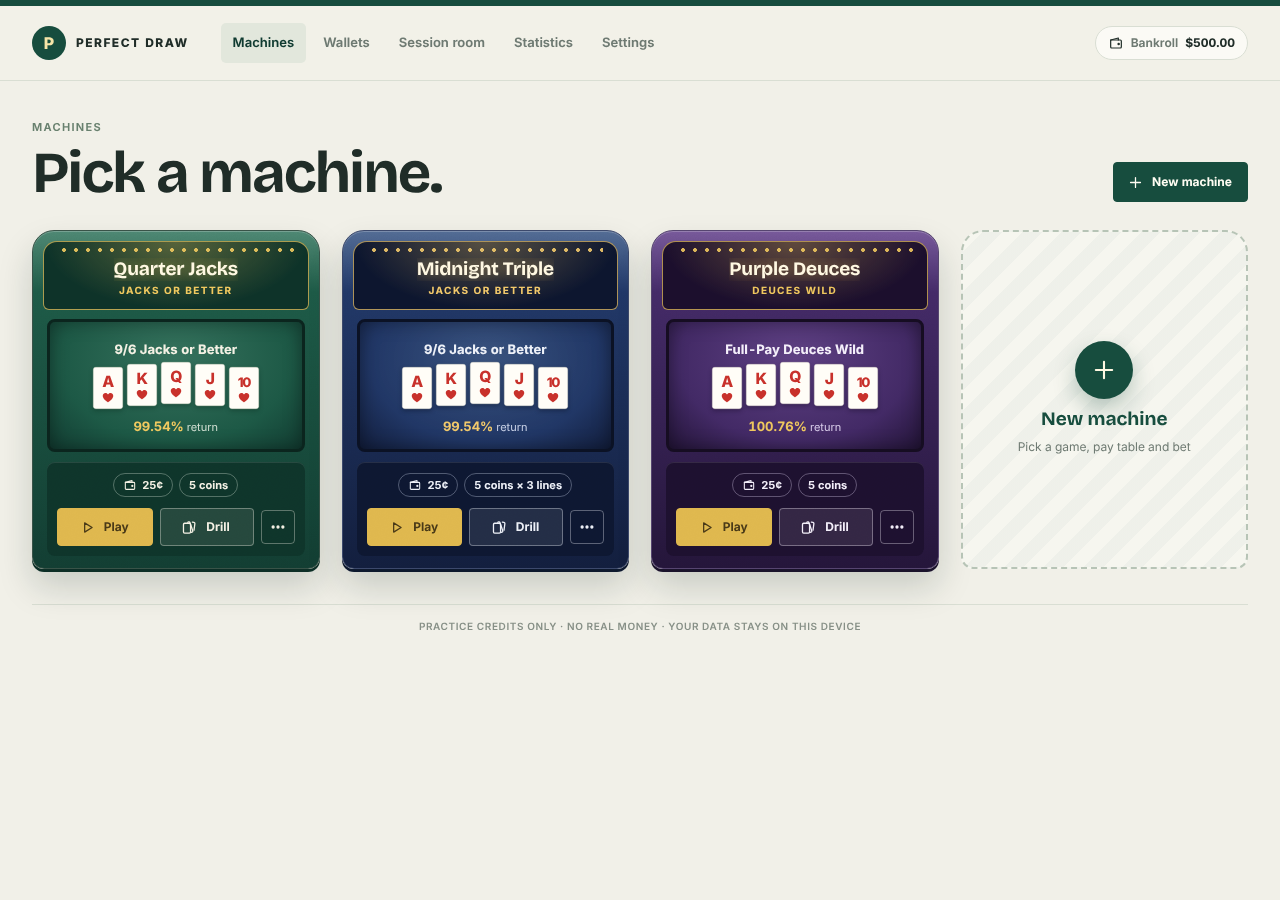 P PERFECT DRAW Machines Wallets Session room Statistics Settings Bankroll $500.00
MACHINES
Pick a machine.
New machine
Quarter Jacks
JACKS OR BETTER
9/6 Jacks or Better
A K Q J 10
99.54% return
25¢ 5 coins
Play Drill
Midnight Triple
JACKS OR BETTER
9/6 Jacks or Better
A K Q J 10
99.54% return
25¢ 5 coins × 3 lines
Play Drill
Purple Deuces
DEUCES WILD
Full-Pay Deuces Wild
A K Q J 10
100.76% return
25¢ 5 coins
Play Drill
New machine
Pick a game, pay table and bet
PRACTICE CREDITS ONLY · NO REAL MONEY · YOUR DATA STAYS ON THIS DEVICE